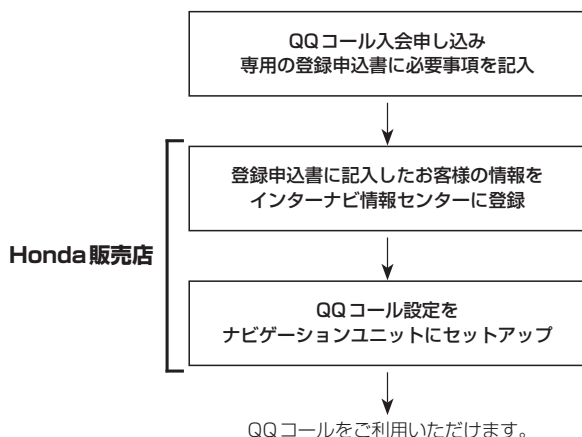 QQコール入会申し込み
専用の登録申込書に必要事項を記入
登録申込書に記入したお客様の情報を
インターナビ情報センターに登録
Honda販売店
QQコール設定を
ナビゲーションユニットにセットアップ
QQコールをご利用いただけます。